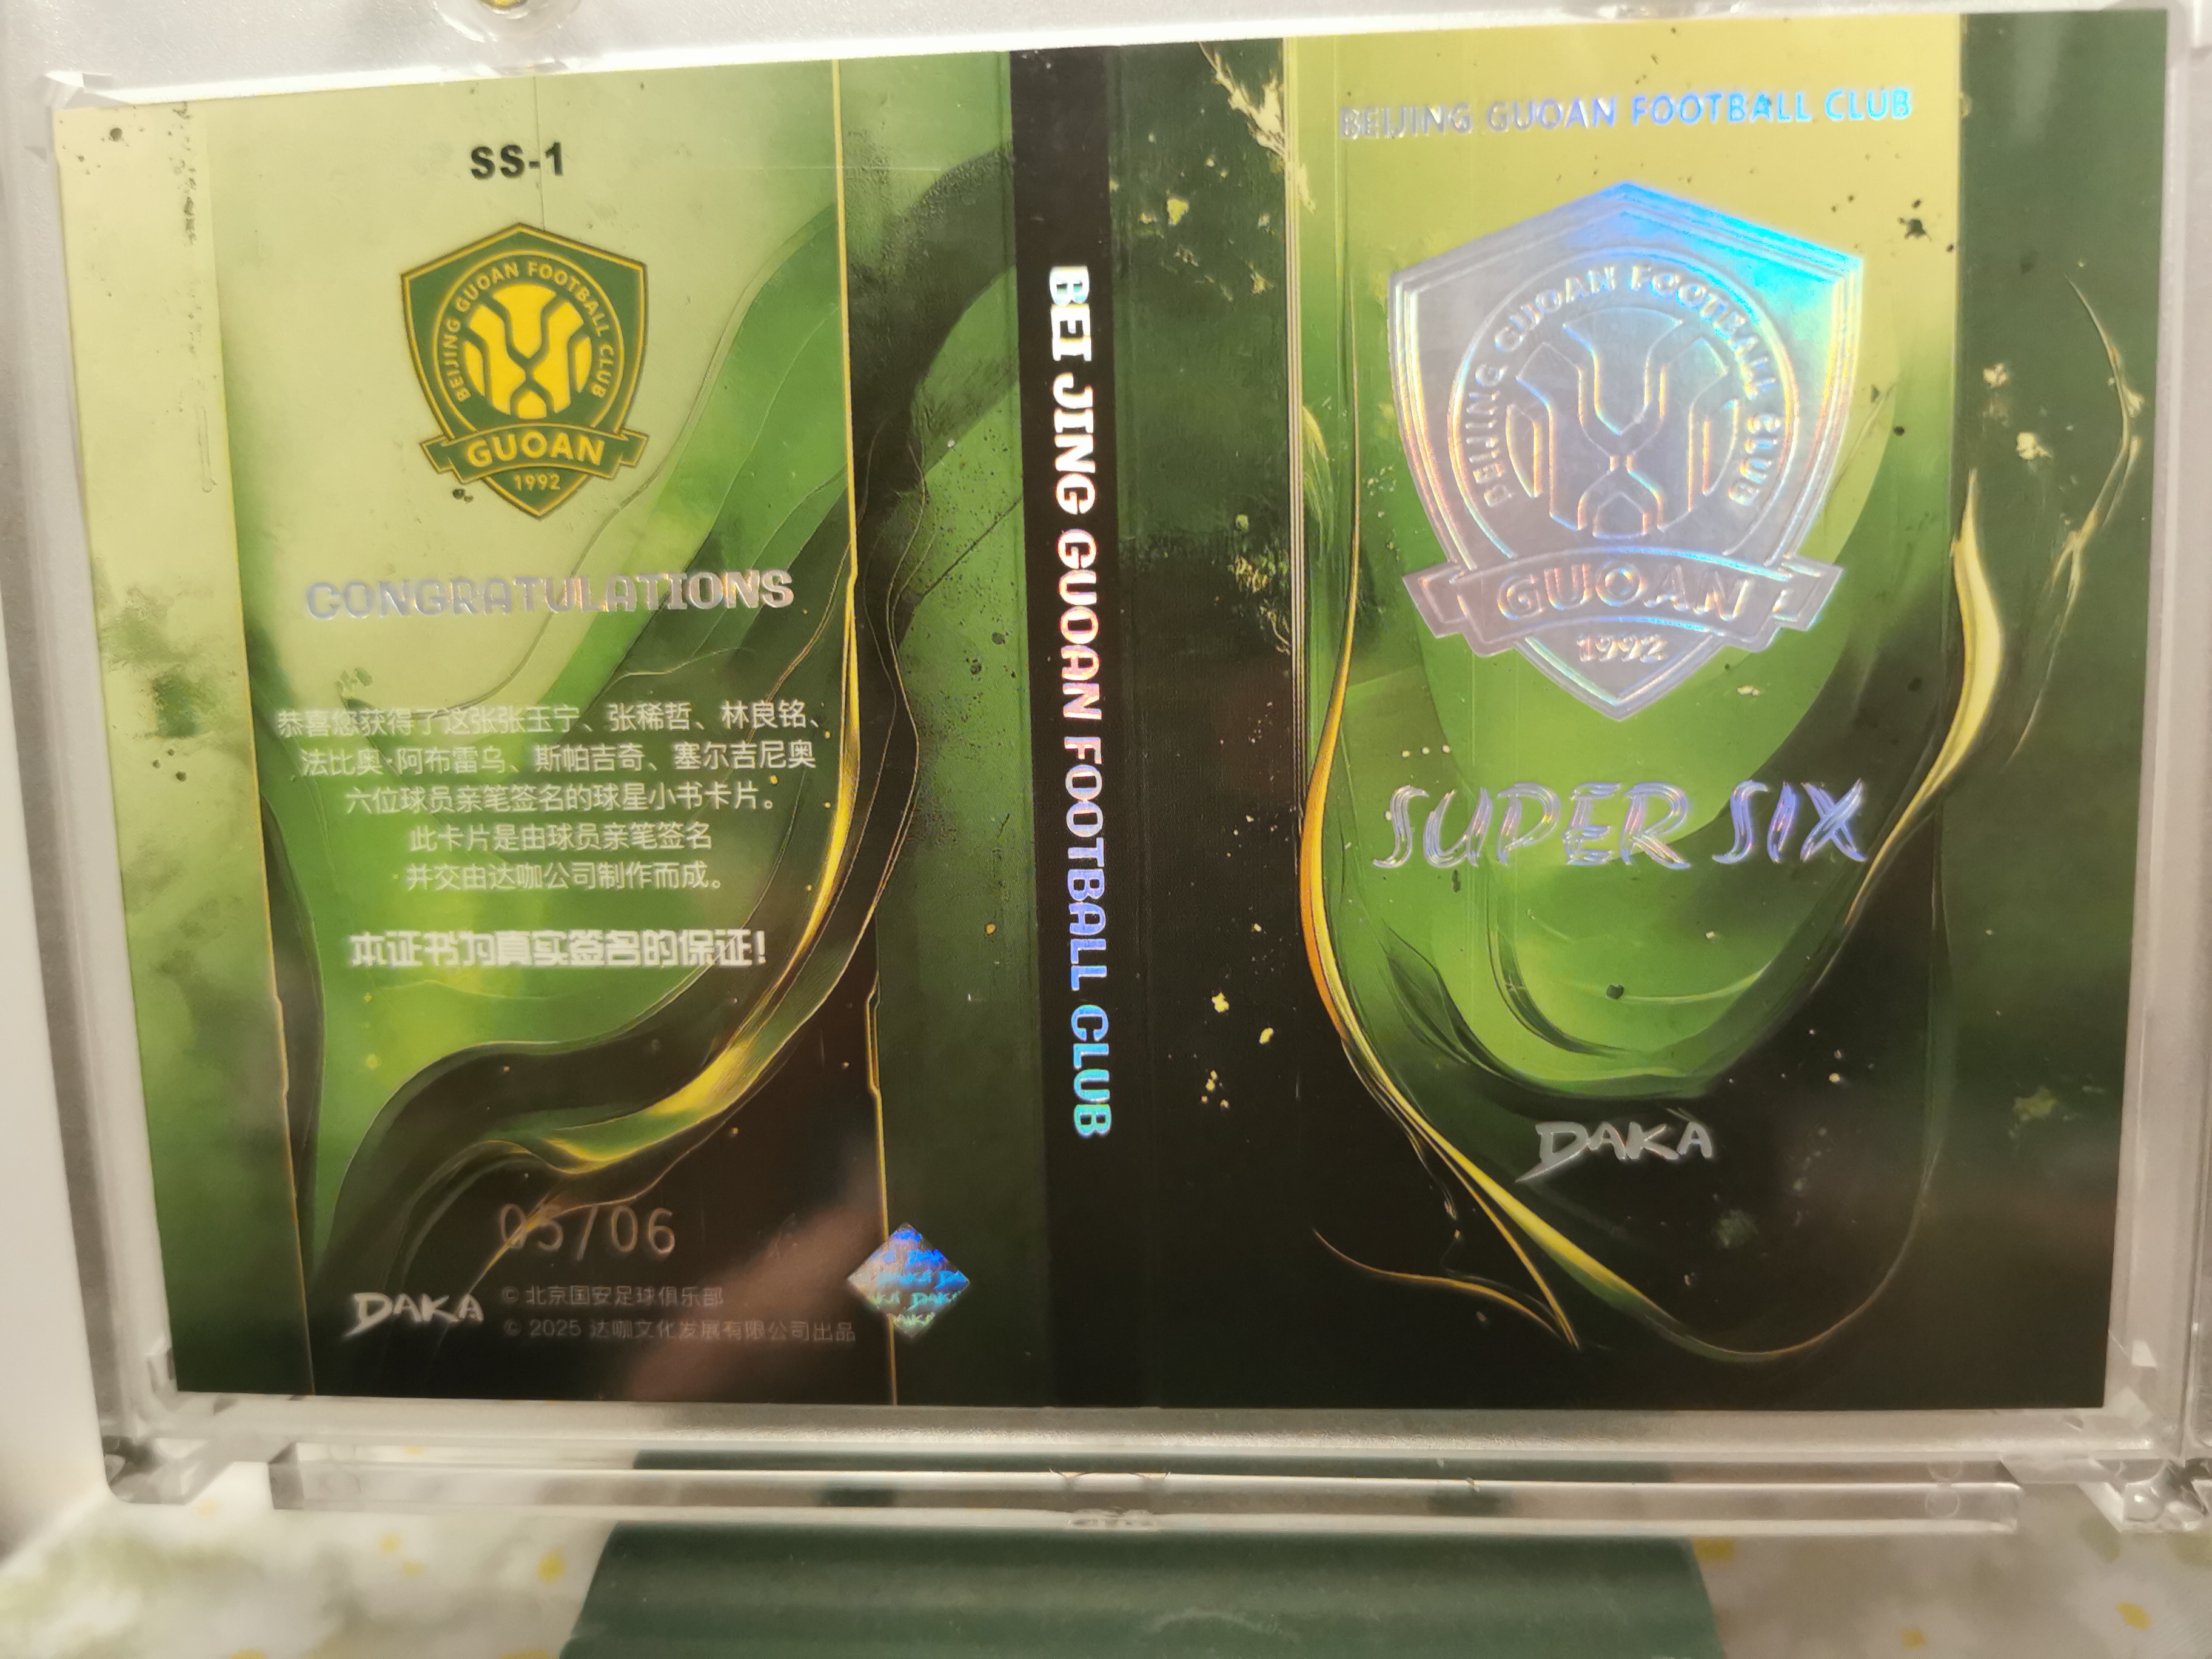 SS-1
BEIJING GUOAN FOOTBALL CLUB
GUOAN
1992
CONGRATULATIONS
恭喜您获得了这张张玉宁、张稀哲、林良铭、
法比奥·阿布雷乌、斯帕吉奇、塞尔吉尼奥
六位球员亲笔签名的球星小书卡片。
此卡片是由球员亲笔签名
并交由达咖公司制作而成。
本证书为真实签名的保证！
05/06
DAKA
© 北京国安足球俱乐部
© 2025 达咖文化发展有限公司出品
BEI JING GUOAN FOOTBALL CLUB
BEIJING GUOAN FOOTBALL CLUB
BEIJING GUOAN FOOTBALL CLUB
GUOAN
1992
SUPER SIX
DAKA